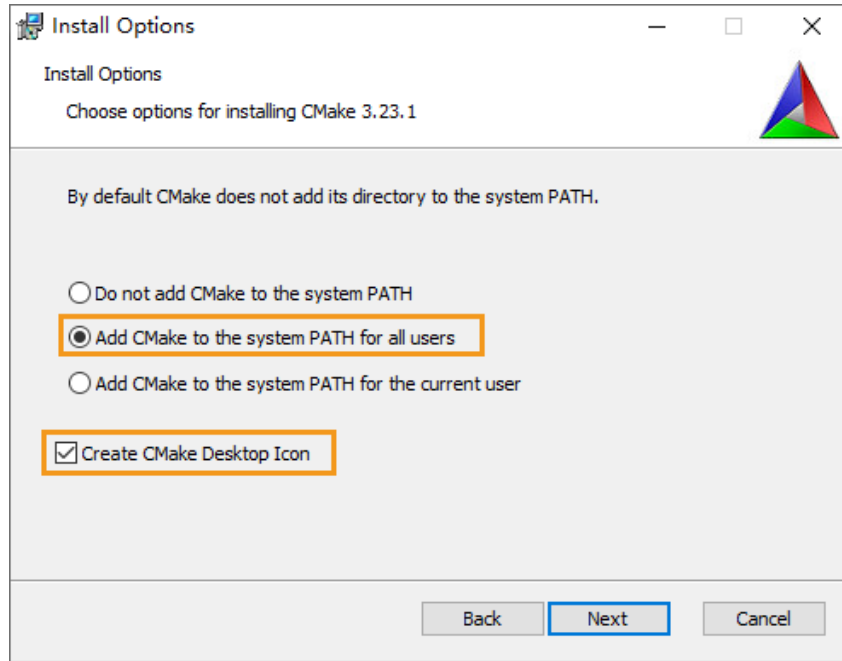 Install Options
Install Options
Choose options for installing CMake 3.23.1
By default CMake does not add its directory to the system PATH.
Do not add CMake to the system PATH
Add CMake to the system PATH for all users
Add CMake to the system PATH for the current user
Create CMake Desktop Icon
Back Next Cancel